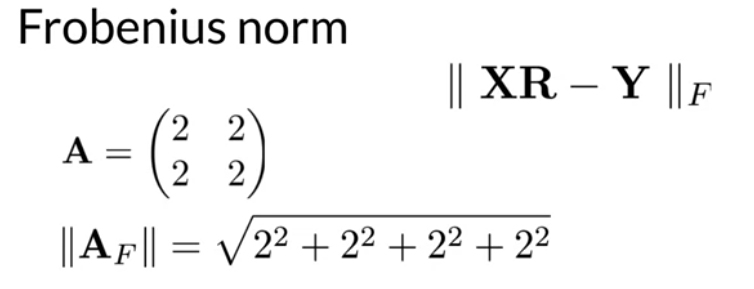 Frobenius norm
‖ XR − Y ‖_F
A = (2 2
2 2)
‖A_F‖ = √(2² + 2² + 2² + 2²)